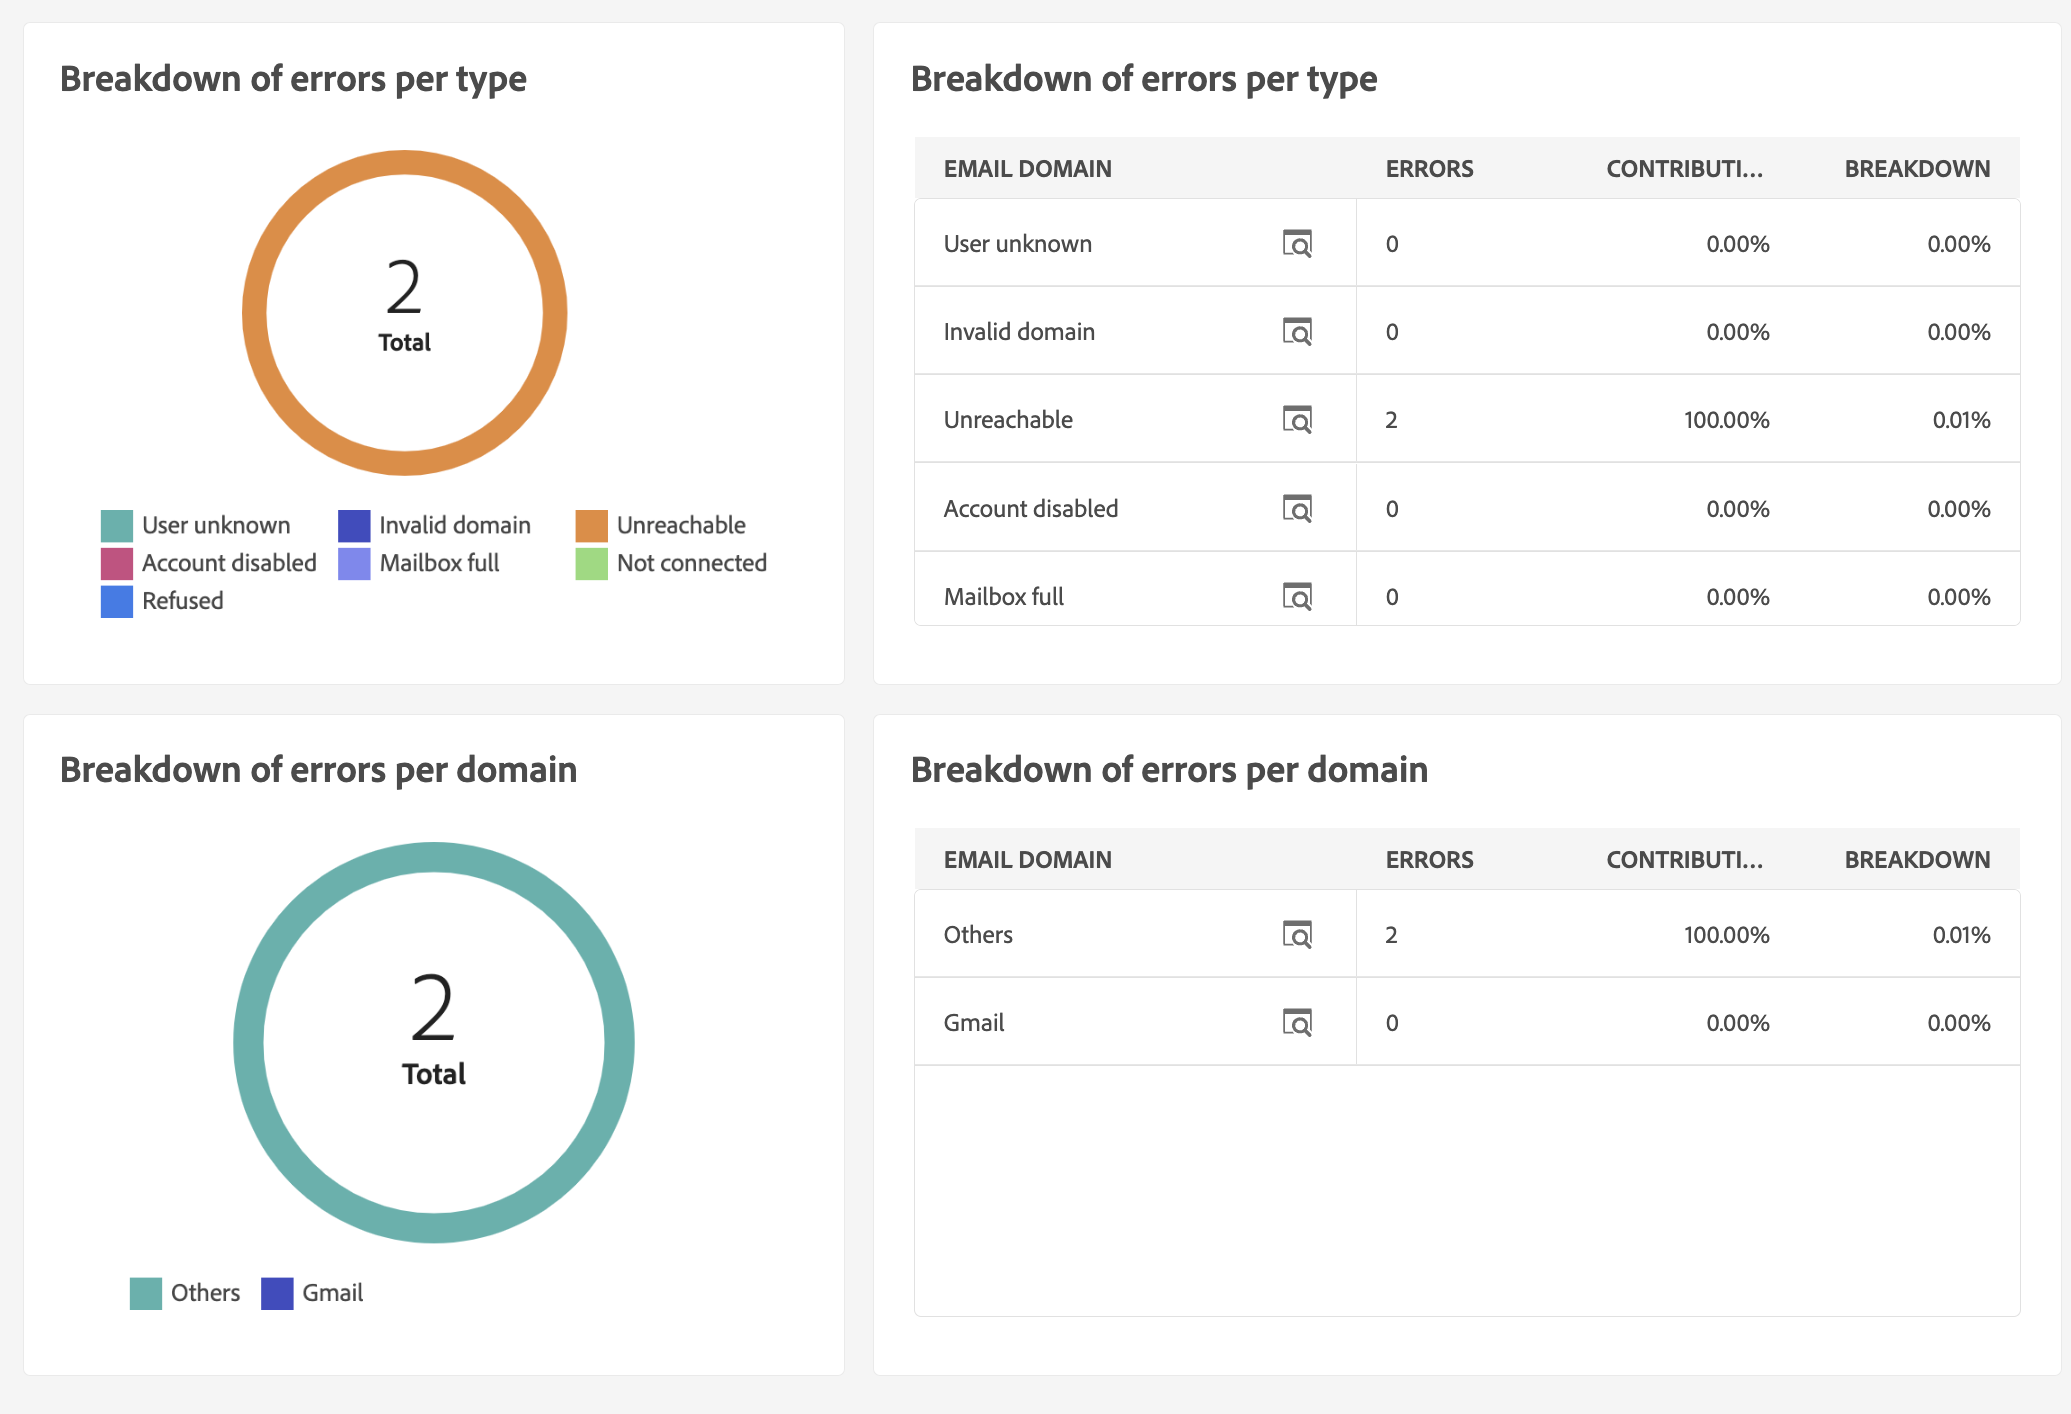 Breakdown of errors per type
2
Total
User unknown Invalid domain Unreachable
Account disabled Mailbox full Not connected
Refused
Breakdown of errors per type
EMAIL DOMAIN ERRORS CONTRIBUTI... BREAKDOWN
User unknown 0 0.00% 0.00%
Invalid domain 0 0.00% 0.00%
Unreachable 2 100.00% 0.01%
Account disabled 0 0.00% 0.00%
Mailbox full 0 0.00% 0.00%
Breakdown of errors per domain
2
Total
Others Gmail
Breakdown of errors per domain
EMAIL DOMAIN ERRORS CONTRIBUTI... BREAKDOWN
Others 2 100.00% 0.01%
Gmail 0 0.00% 0.00%